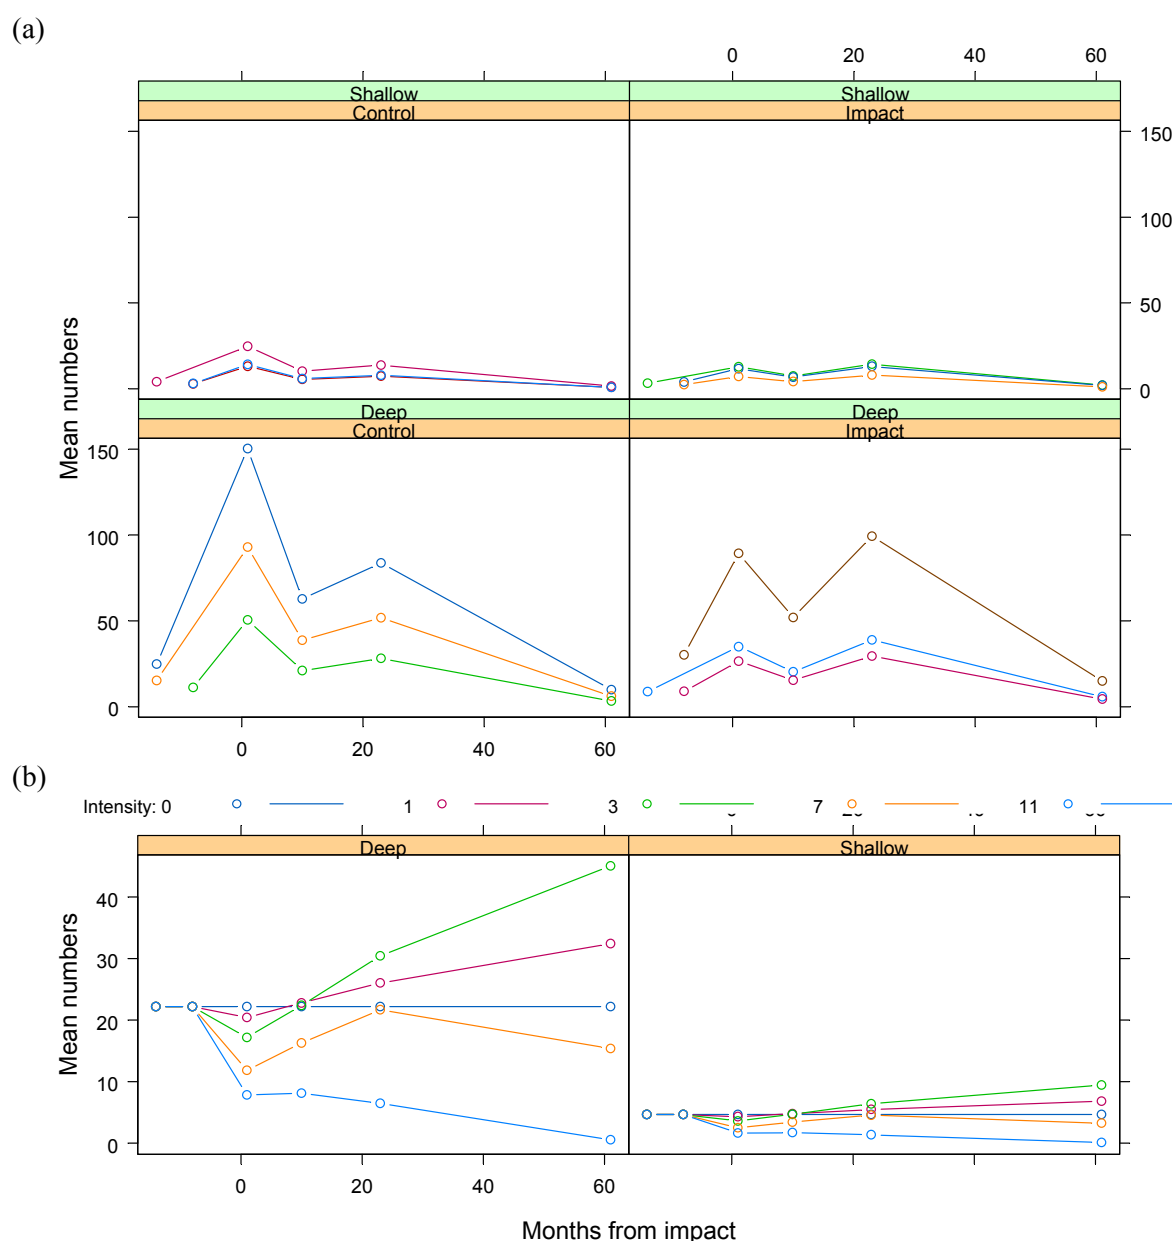 (a)
0 20 40 60
Shallow Shallow
Control Impact
150
100
50
0
Mean numbers
Deep Deep
Control Impact
150
100
50
0
0 20 40 60
(b)
Intensity: 0 1 3 7 11
Deep Shallow
40
30
20
10
0
Mean numbers
0 20 40 60
Months from impact